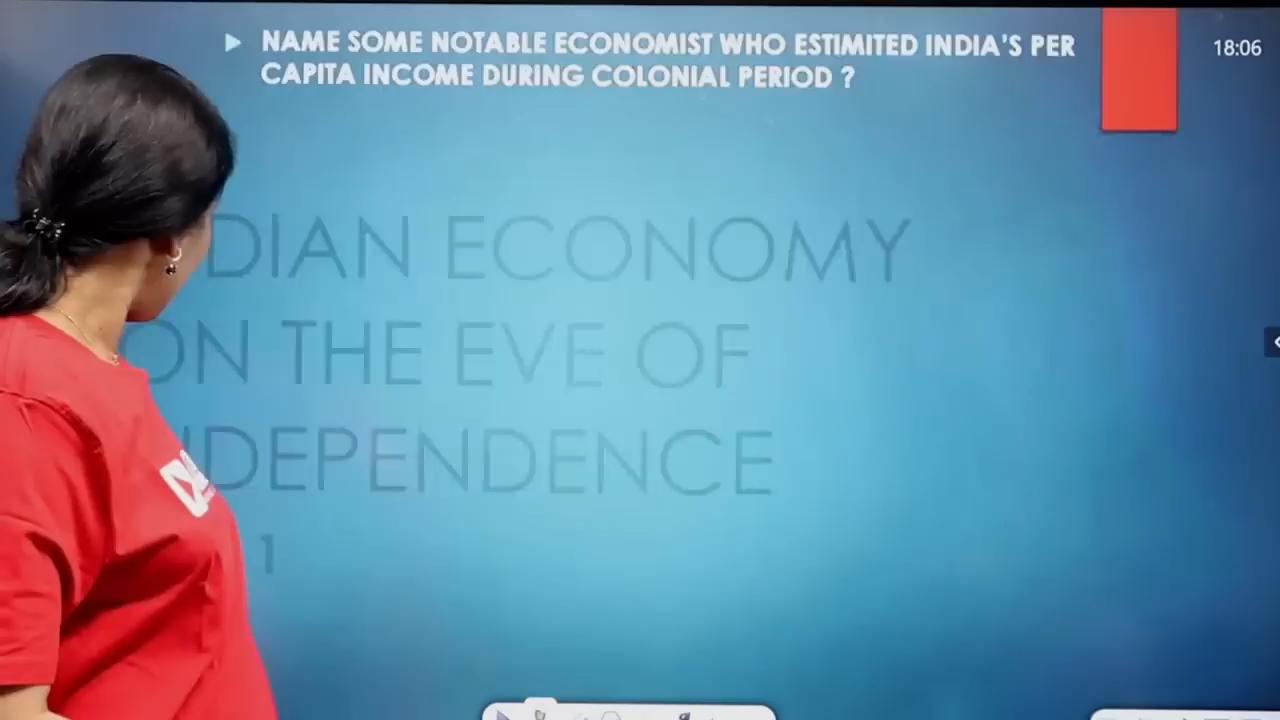 NAME SOME NOTABLE ECONOMIST WHO ESTIMITED INDIA'S PER
CAPITA INCOME DURING COLONIAL PERIOD ?
18:06
DIAN ECONOMY
ON THE EVE OF
DEPENDENCE
1